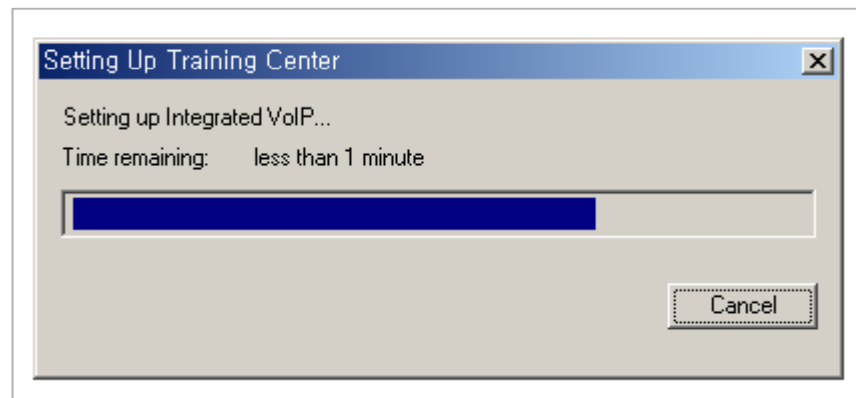 Setting Up Training Center
Setting up Integrated VoIP...
Time remaining: less than 1 minute
Cancel